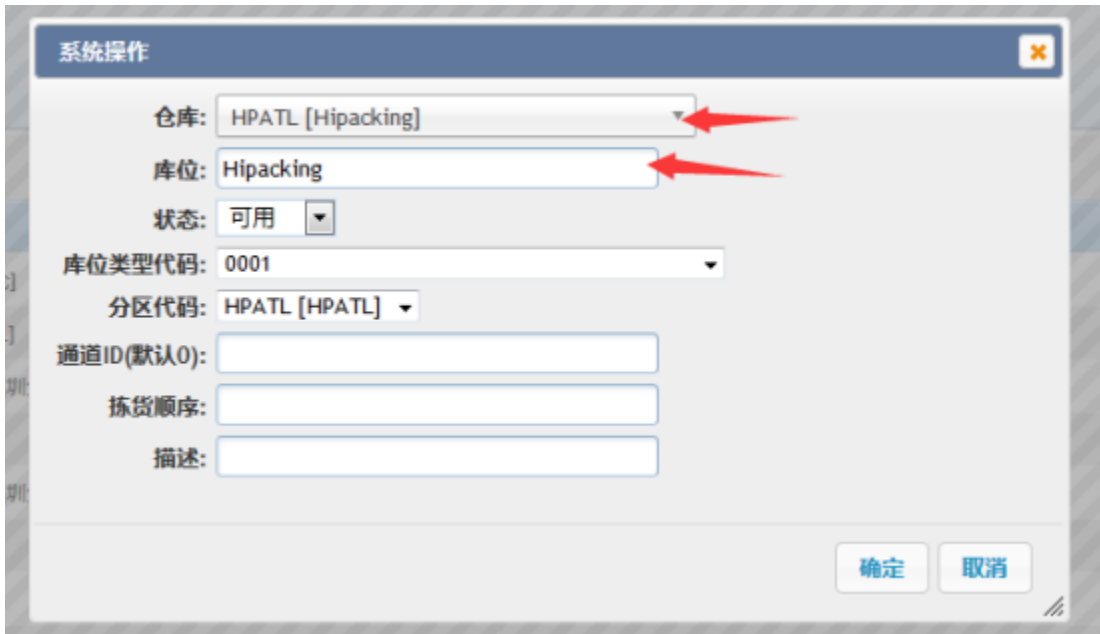 系统操作
仓库: HPATL [Hipacking]
库位: Hipacking
状态: 可用
库位类型代码: 0001
分区代码: HPATL [HPATL]
通道ID(默认0):
拣货顺序:
描述:
确定 取消